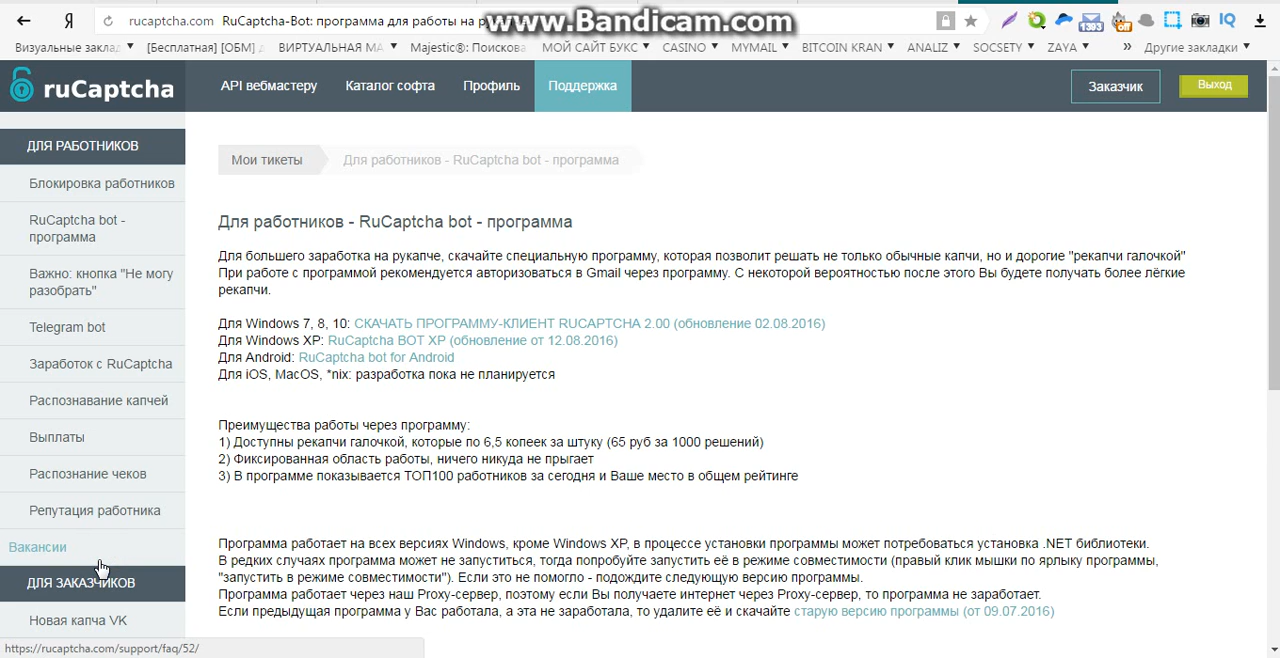 Я rucaptcha.com RuCaptcha-Bot: программа для работы на
www.Bandicam.com
1393
off
IQ
Визуальные заклад
[Бесплатная] [ОБМ]
ВИРТУАЛЬНАЯ МА
Majestic®: Поискова
МОЙ САЙТ БУКС
CASINO
MYMAIL
BITCOIN KRAN
ANALIZ
SOCSETY
ZAYA
»
Другие закладки
ruCaptcha
API вебмастеру
Каталог софта
Профиль
Поддержка
Заказчик
Выход
ДЛЯ РАБОТНИКОВ
Блокировка работников
RuCaptcha bot -
программа
Важно: кнопка "Не могу
разобрать"
Telegram bot
Заработок с RuCaptcha
Распознавание капчей
Выплаты
Распознание чеков
Репутация работника
Вакансии
ДЛЯ ЗАКАЗЧИКОВ
Новая капча VK
https://rucaptcha.com/support/faq/52/
Мои тикеты
Для работников - RuCaptcha bot - программа
Для работников - RuCaptcha bot - программа
Для большего заработка на рукапче, скачайте специальную программу, которая позволит решать не только обычные капчи, но и дорогие "рекапчи галочкой"
При работе с программой рекомендуется авторизоваться в Gmail через программу. С некоторой вероятностью после этого Вы будете получать более лёгкие
рекапчи.
Для Windows 7, 8, 10: СКАЧАТЬ ПРОГРАММУ-КЛИЕНТ RUCAPTCHA 2.00 (обновление 02.08.2016)
Для Windows XP: RuCaptcha BOT XP (обновление от 12.08.2016)
Для Android: RuCaptcha bot for Android
Для iOS, MacOS, *nix: разработка пока не планируется
Преимущества работы через программу:
1) Доступны рекапчи галочкой, которые по 6,5 копеек за штуку (65 руб за 1000 решений)
2) Фиксированная область работы, ничего никуда не прыгает
3) В программе показывается ТОП100 работников за сегодня и Ваше место в общем рейтинге
Программа работает на всех версиях Windows, кроме Windows XP, в процессе установки программы может потребоваться установка .NET библиотеки.
В редких случаях программа может не запуститься, тогда попробуйте запустить её в режиме совместимости (правый клик мышки по ярлыку программы,
"запустить в режиме совместимости"). Если это не помогло - подождите следующую версию программы.
Программа работает через наш Proxy-сервер, поэтому если Вы получаете интернет через Proxy-сервер, то программа не заработает.
Если предыдущая программа у Вас работала, а эта не заработала, то удалите её и скачайте старую версию программы (от 09.07.2016)